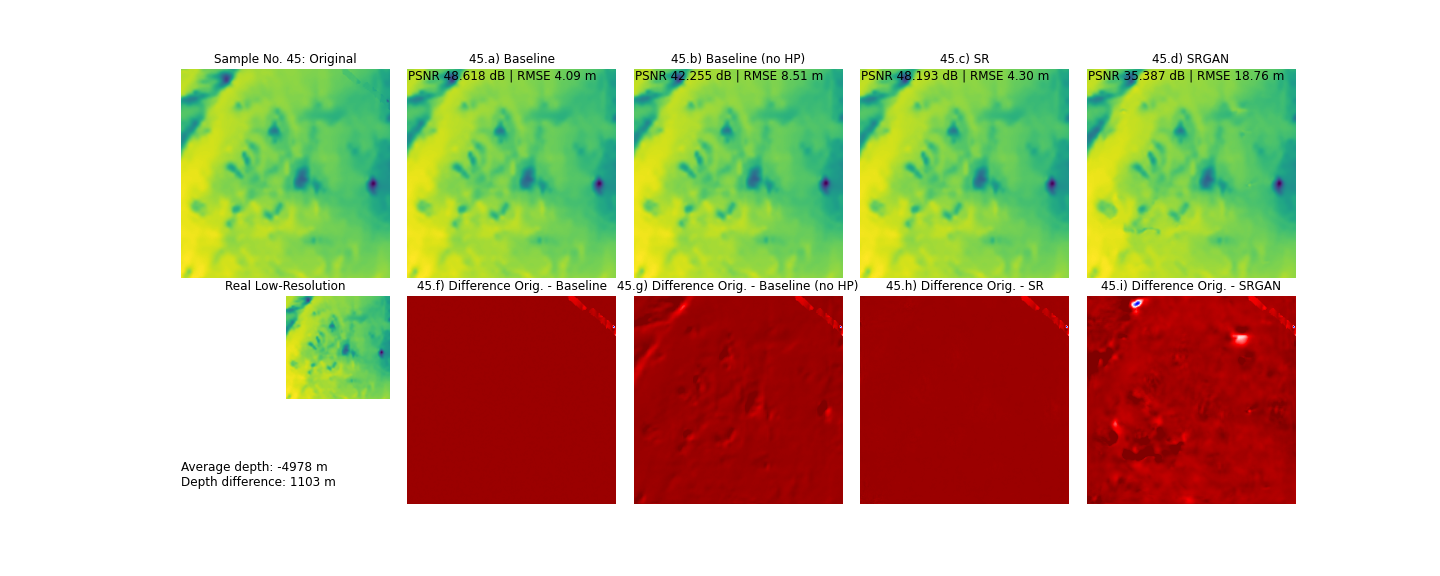 Sample No. 45: Original
45.a) Baseline
45.b) Baseline (no HP)
45.c) SR
45.d) SRGAN
PSNR 48.618 dB | RMSE 4.09 m
PSNR 42.255 dB | RMSE 8.51 m
PSNR 48.193 dB | RMSE 4.30 m
PSNR 35.387 dB | RMSE 18.76 m
Real Low-Resolution
45.f) Difference Orig. - Baseline
45.g) Difference Orig. - Baseline (no HP)
45.h) Difference Orig. - SR
45.i) Difference Orig. - SRGAN
Average depth: -4978 m
Depth difference: 1103 m